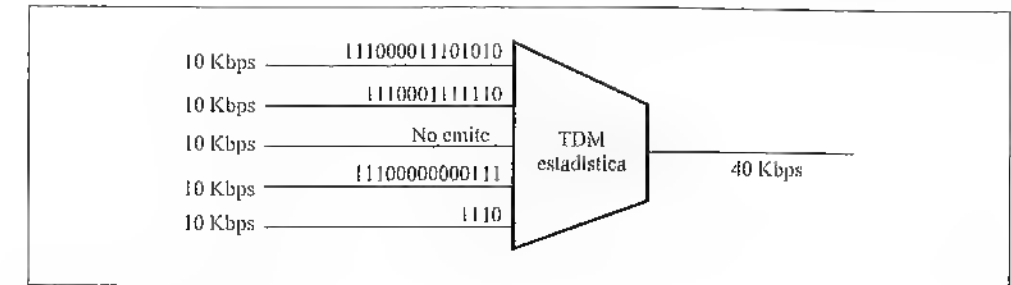 10 Kbps 111000011101010
10 Kbps 1110001111110
10 Kbps No emite
10 Kbps 11100000000111
10 Kbps 1110
TDM
estadística
40 Kbps